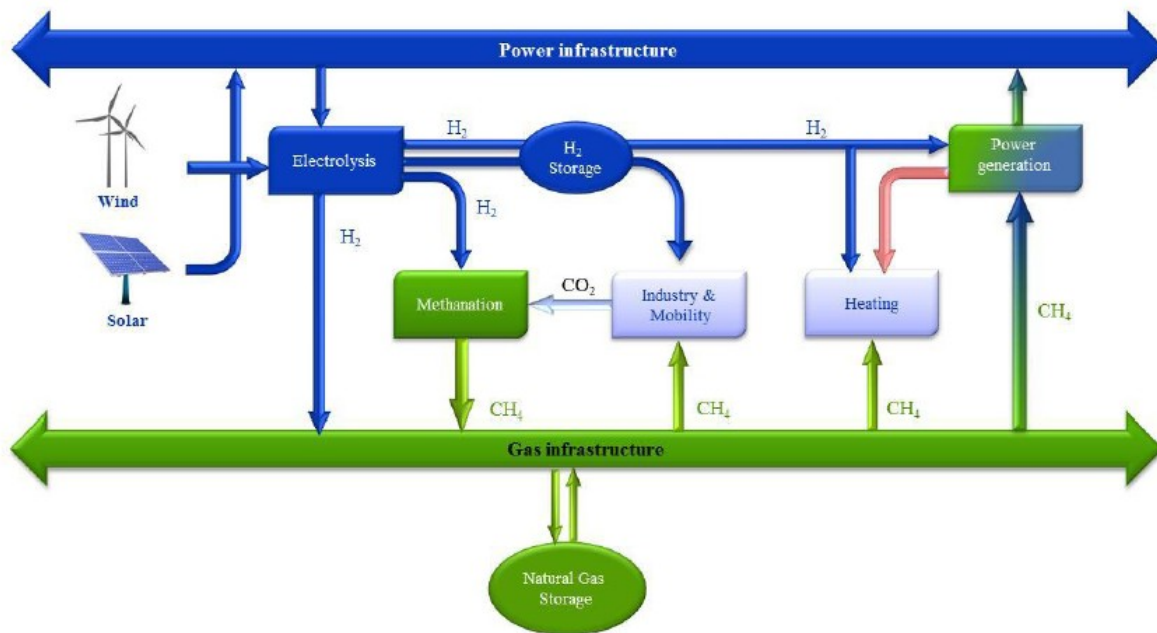 Power infrastructure
H₂
H₂
Electrolysis
H₂
Storage
Power
generation
Wind
H₂
H₂
Solar
Methanation
CO₂
Industry &
Mobility
Heating
CH₄
CH₄
CH₄
CH₄
Gas infrastructure
Natural Gas
Storage